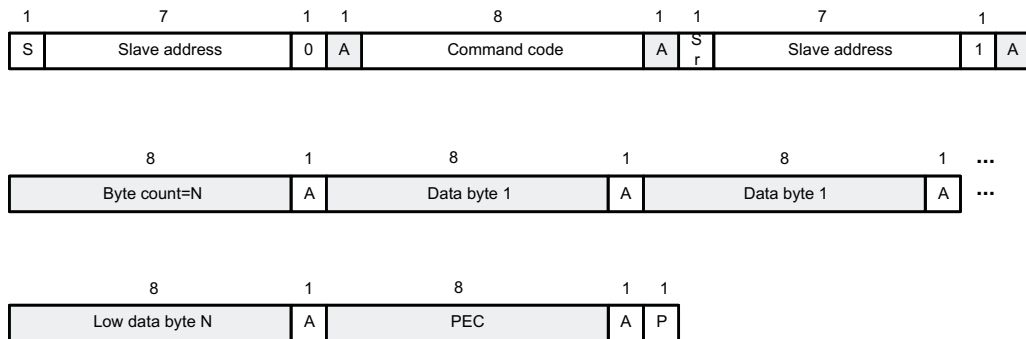 1 7 1 1 8 1 1 7 1
S Slave address 0 A Command code A Sr Slave address 1 A
8 1 8 1 8 1 ...
Byte count=N A Data byte 1 A Data byte 1 A ...
8 1 8 1 1
Low data byte N A PEC A P